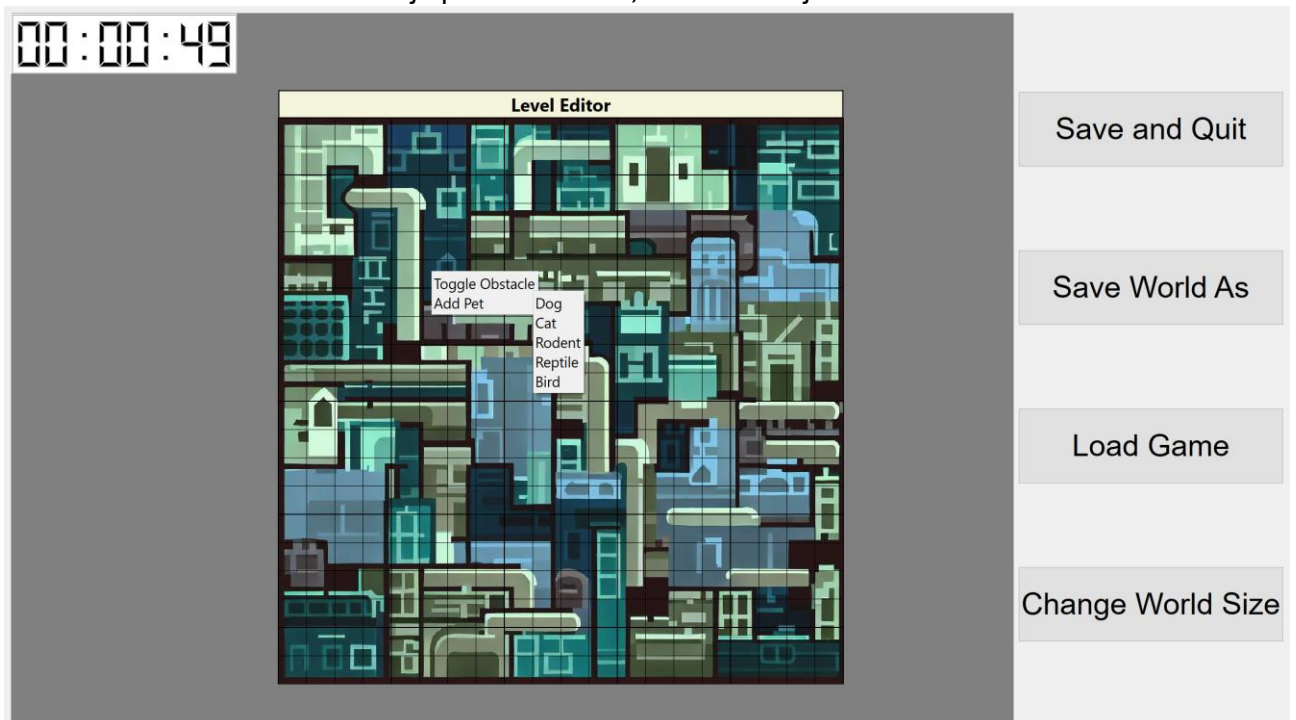 00:00:49
Level Editor
Save and Quit
Toggle Obstacle
Add Pet
Dog
Cat
Rodent
Reptile
Bird
Save World As
Load Game
Change World Size